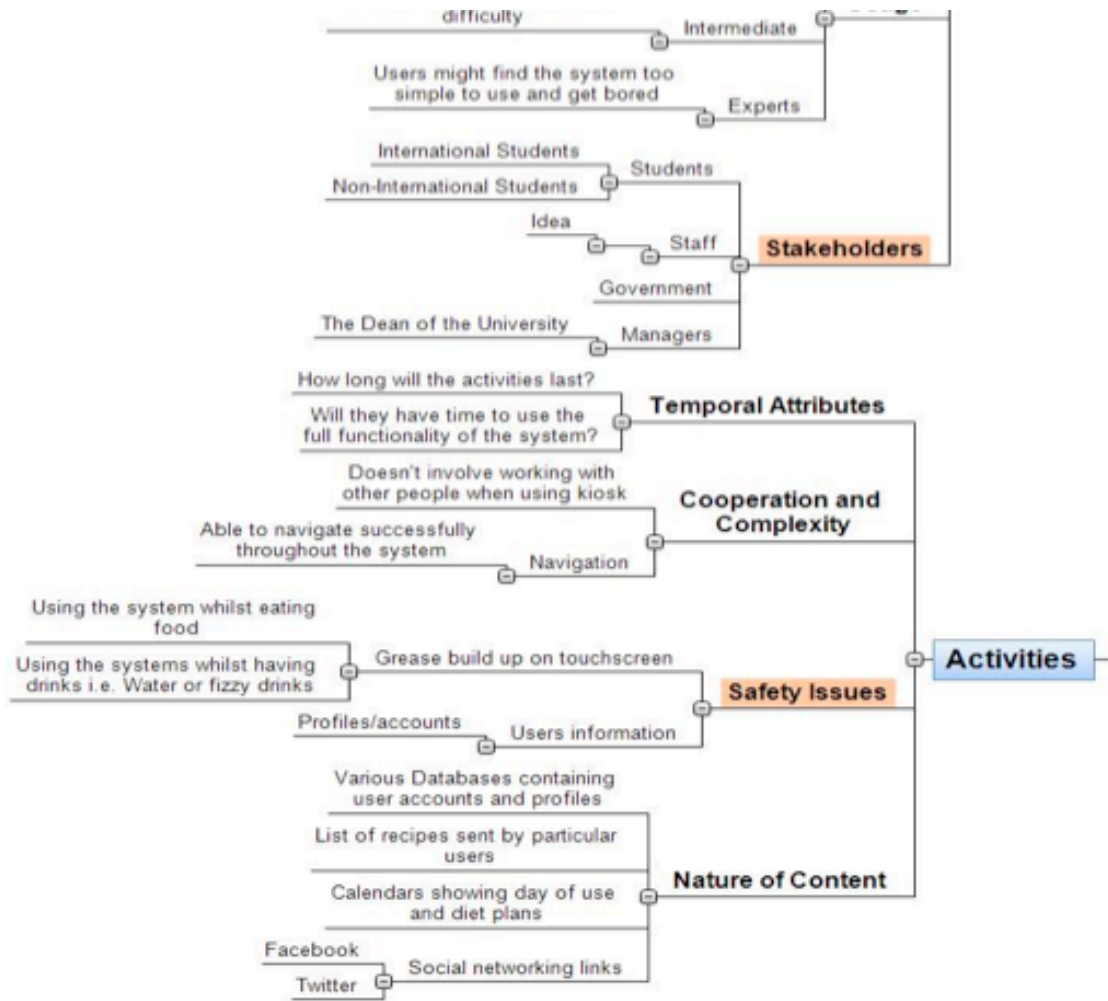 difficulty
Intermediate
Users might find the system too
simple to use and get bored
Experts
International Students
Students
Non-International Students
Idea
Staff
Stakeholders
Government
The Dean of the University
Managers
How long will the activities last?
Temporal Attributes
Will they have time to use the
full functionality of the system?
Doesn't involve working with
other people when using kiosk
Cooperation and
Complexity
Able to navigate successfully
throughout the system
Navigation
Using the system whilst eating
food
Grease build up on touchscreen
Using the systems whilst having
drinks i.e. Water or fizzy drinks
Activities
Safety Issues
Profiles/accounts
Users information
Various Databases containing
user accounts and profiles
List of recipes sent by particular
users
Nature of Content
Calendars showing day of use
and diet plans
Facebook
Social networking links
Twitter